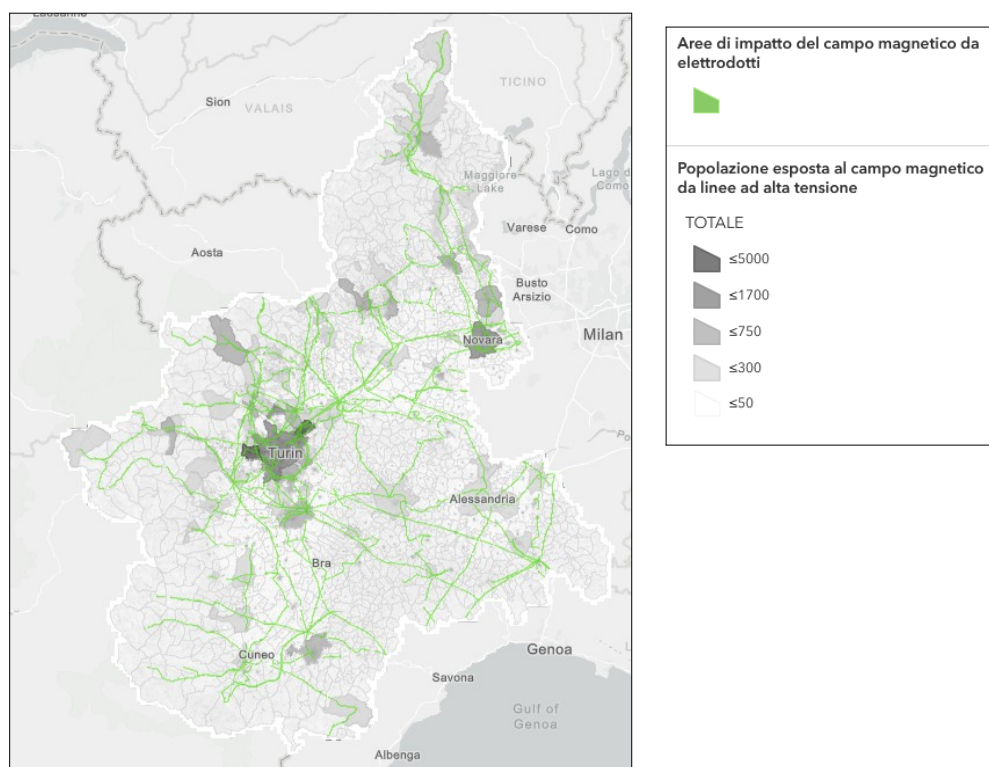 Lausanne
TICINO
Sion
VALAIS
Maggiore
Lake
Lago d
Como
Varese
Como
Aosta
Busto
Arsizio
Milan
Novara
Turin
Alessandria
Bra
Cuneo
Genoa
Savona
Gulf of
Genoa
Albenga
Aree di impatto del campo magnetico da
elettrodotti
Popolazione esposta al campo magnetico
da linee ad alta tensione
TOTALE
≤5000
≤1700
≤750
≤300
≤50